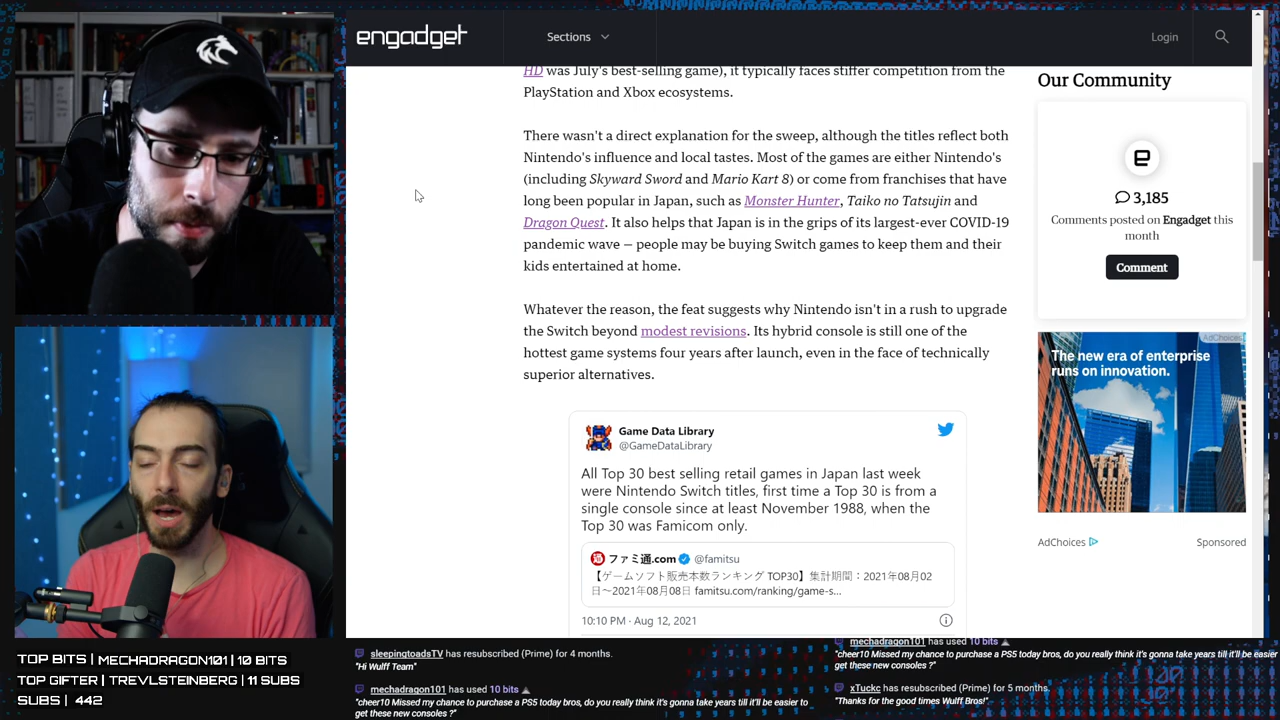 engadget
Sections
Login
HD was July's best-selling game), it typically faces stiffer competition from the
PlayStation and Xbox ecosystems.
There wasn't a direct explanation for the sweep, although the titles reflect both
Nintendo's influence and local tastes. Most of the games are either Nintendo's
(including Skyward Sword and Mario Kart 8) or come from franchises that have
long been popular in Japan, such as Monster Hunter, Taiko no Tatsujin and
Dragon Quest. It also helps that Japan is in the grips of its largest-ever COVID-19
pandemic wave — people may be buying Switch games to keep them and their
kids entertained at home.
Whatever the reason, the feat suggests why Nintendo isn't in a rush to upgrade
the Switch beyond modest revisions. Its hybrid console is still one of the
hottest game systems four years after launch, even in the face of technically
superior alternatives.
Game Data Library
@GameDataLibrary
All Top 30 best selling retail games in Japan last week
were Nintendo Switch titles, first time a Top 30 is from a
single console since at least November 1988, when the
Top 30 was Famicom only.
ファミ通.com @famitsu
【ゲームソフト販売本数ランキング TOP30】集計期間：2021年08月02
日～2021年08月08日 famitsu.com/ranking/game-s...
10:10 PM · Aug 12, 2021
Our Community
e
3,185
Comments posted on Engadget this
month
Comment
AdChoices
The new era of enterprise
runs on innovation.
AdChoices
Sponsored
TOP BITS | MECHADRAGON101 | 10 BITS
TOP GIFTER | TREVLSTEINBERG | 11 SUBS
SUBS | 442
sleepingtoadsTV has resubscribed (Prime) for 4 months.
"Hi Wulff Team"
mechadragon101 has used 10 bits
"cheer10 Missed my chance to purchase a PS5 today bros, do you really think it's gonna take years till it'll be easier to
get these new consoles ?"
mechadragon101 has used 10 bits
"cheer10 Missed my chance to purchase a PS5 today bros, do you really think it's gonna take years till it'll be easier to
get these new consoles ?"
xTuckc has resubscribed (Prime) for 5 months.
"Thanks for the good times Wulff Bros!"